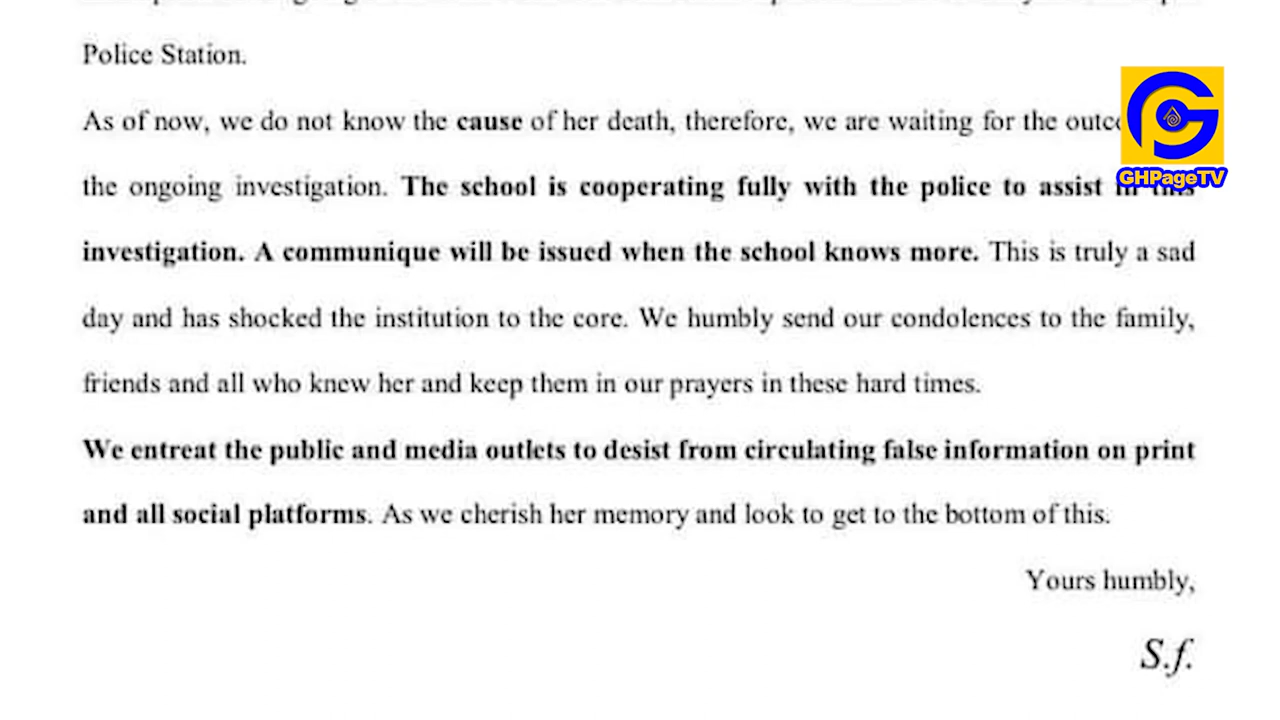 Police Station.
As of now, we do not know the cause of her death, therefore, we are waiting for the
the ongoing investigation. The school is cooperating fully with the police to assist in this
investigation. A communique will be issued when the school knows more. This is truly a sad
day and has shocked the institution to the core. We humbly send our condolences to the family,
friends and all who knew her and keep them in our prayers in these hard times.
We entreat the public and media outlets to desist from circulating false information on print
and all social platforms. As we cherish her memory and look to get to the bottom of this.
Yours humbly,
S.f.
GHPageTV